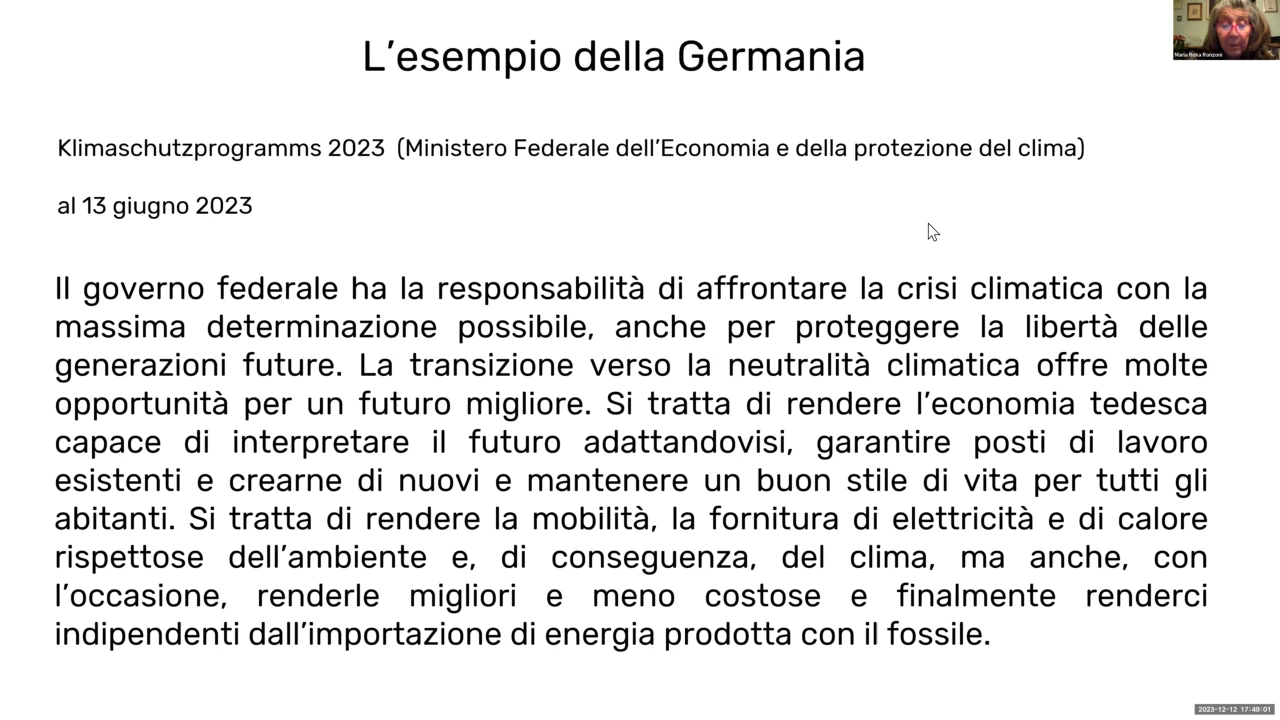 L’esempio della Germania
Maria Rosa Ronzoni
Klimaschutzprogramms 2023 (Ministero Federale dell’Economia e della protezione del clima)
al 13 giugno 2023
Il governo federale ha la responsabilità di affrontare la crisi climatica con la
massima determinazione possibile, anche per proteggere la libertà delle
generazioni future. La transizione verso la neutralità climatica offre molte
opportunità per un futuro migliore. Si tratta di rendere l’economia tedesca
capace di interpretare il futuro adattandovisi, garantire posti di lavoro
esistenti e crearne di nuovi e mantenere un buon stile di vita per tutti gli
abitanti. Si tratta di rendere la mobilità, la fornitura di elettricità e di calore
rispettose dell’ambiente e, di conseguenza, del clima, ma anche, con
l’occasione, renderle migliori e meno costose e finalmente renderci
indipendenti dall’importazione di energia prodotta con il fossile.
2023-12-12 17:49:01